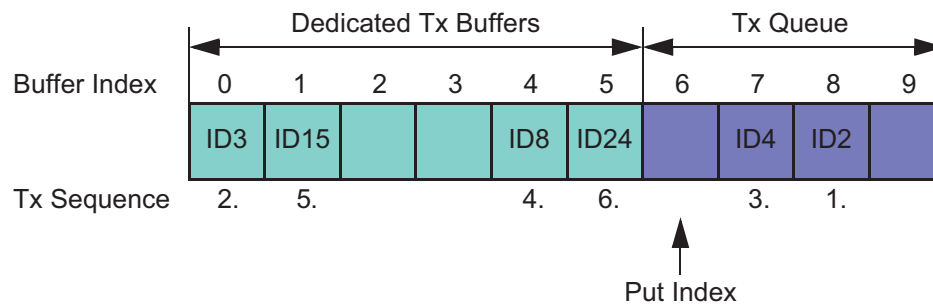 Dedicated Tx Buffers Tx Queue
Buffer Index 0 1 2 3 4 5 6 7 8 9
ID3 ID15 ID8 ID24 ID4 ID2
Tx Sequence 2. 5. 4. 6. 3. 1.
Put Index